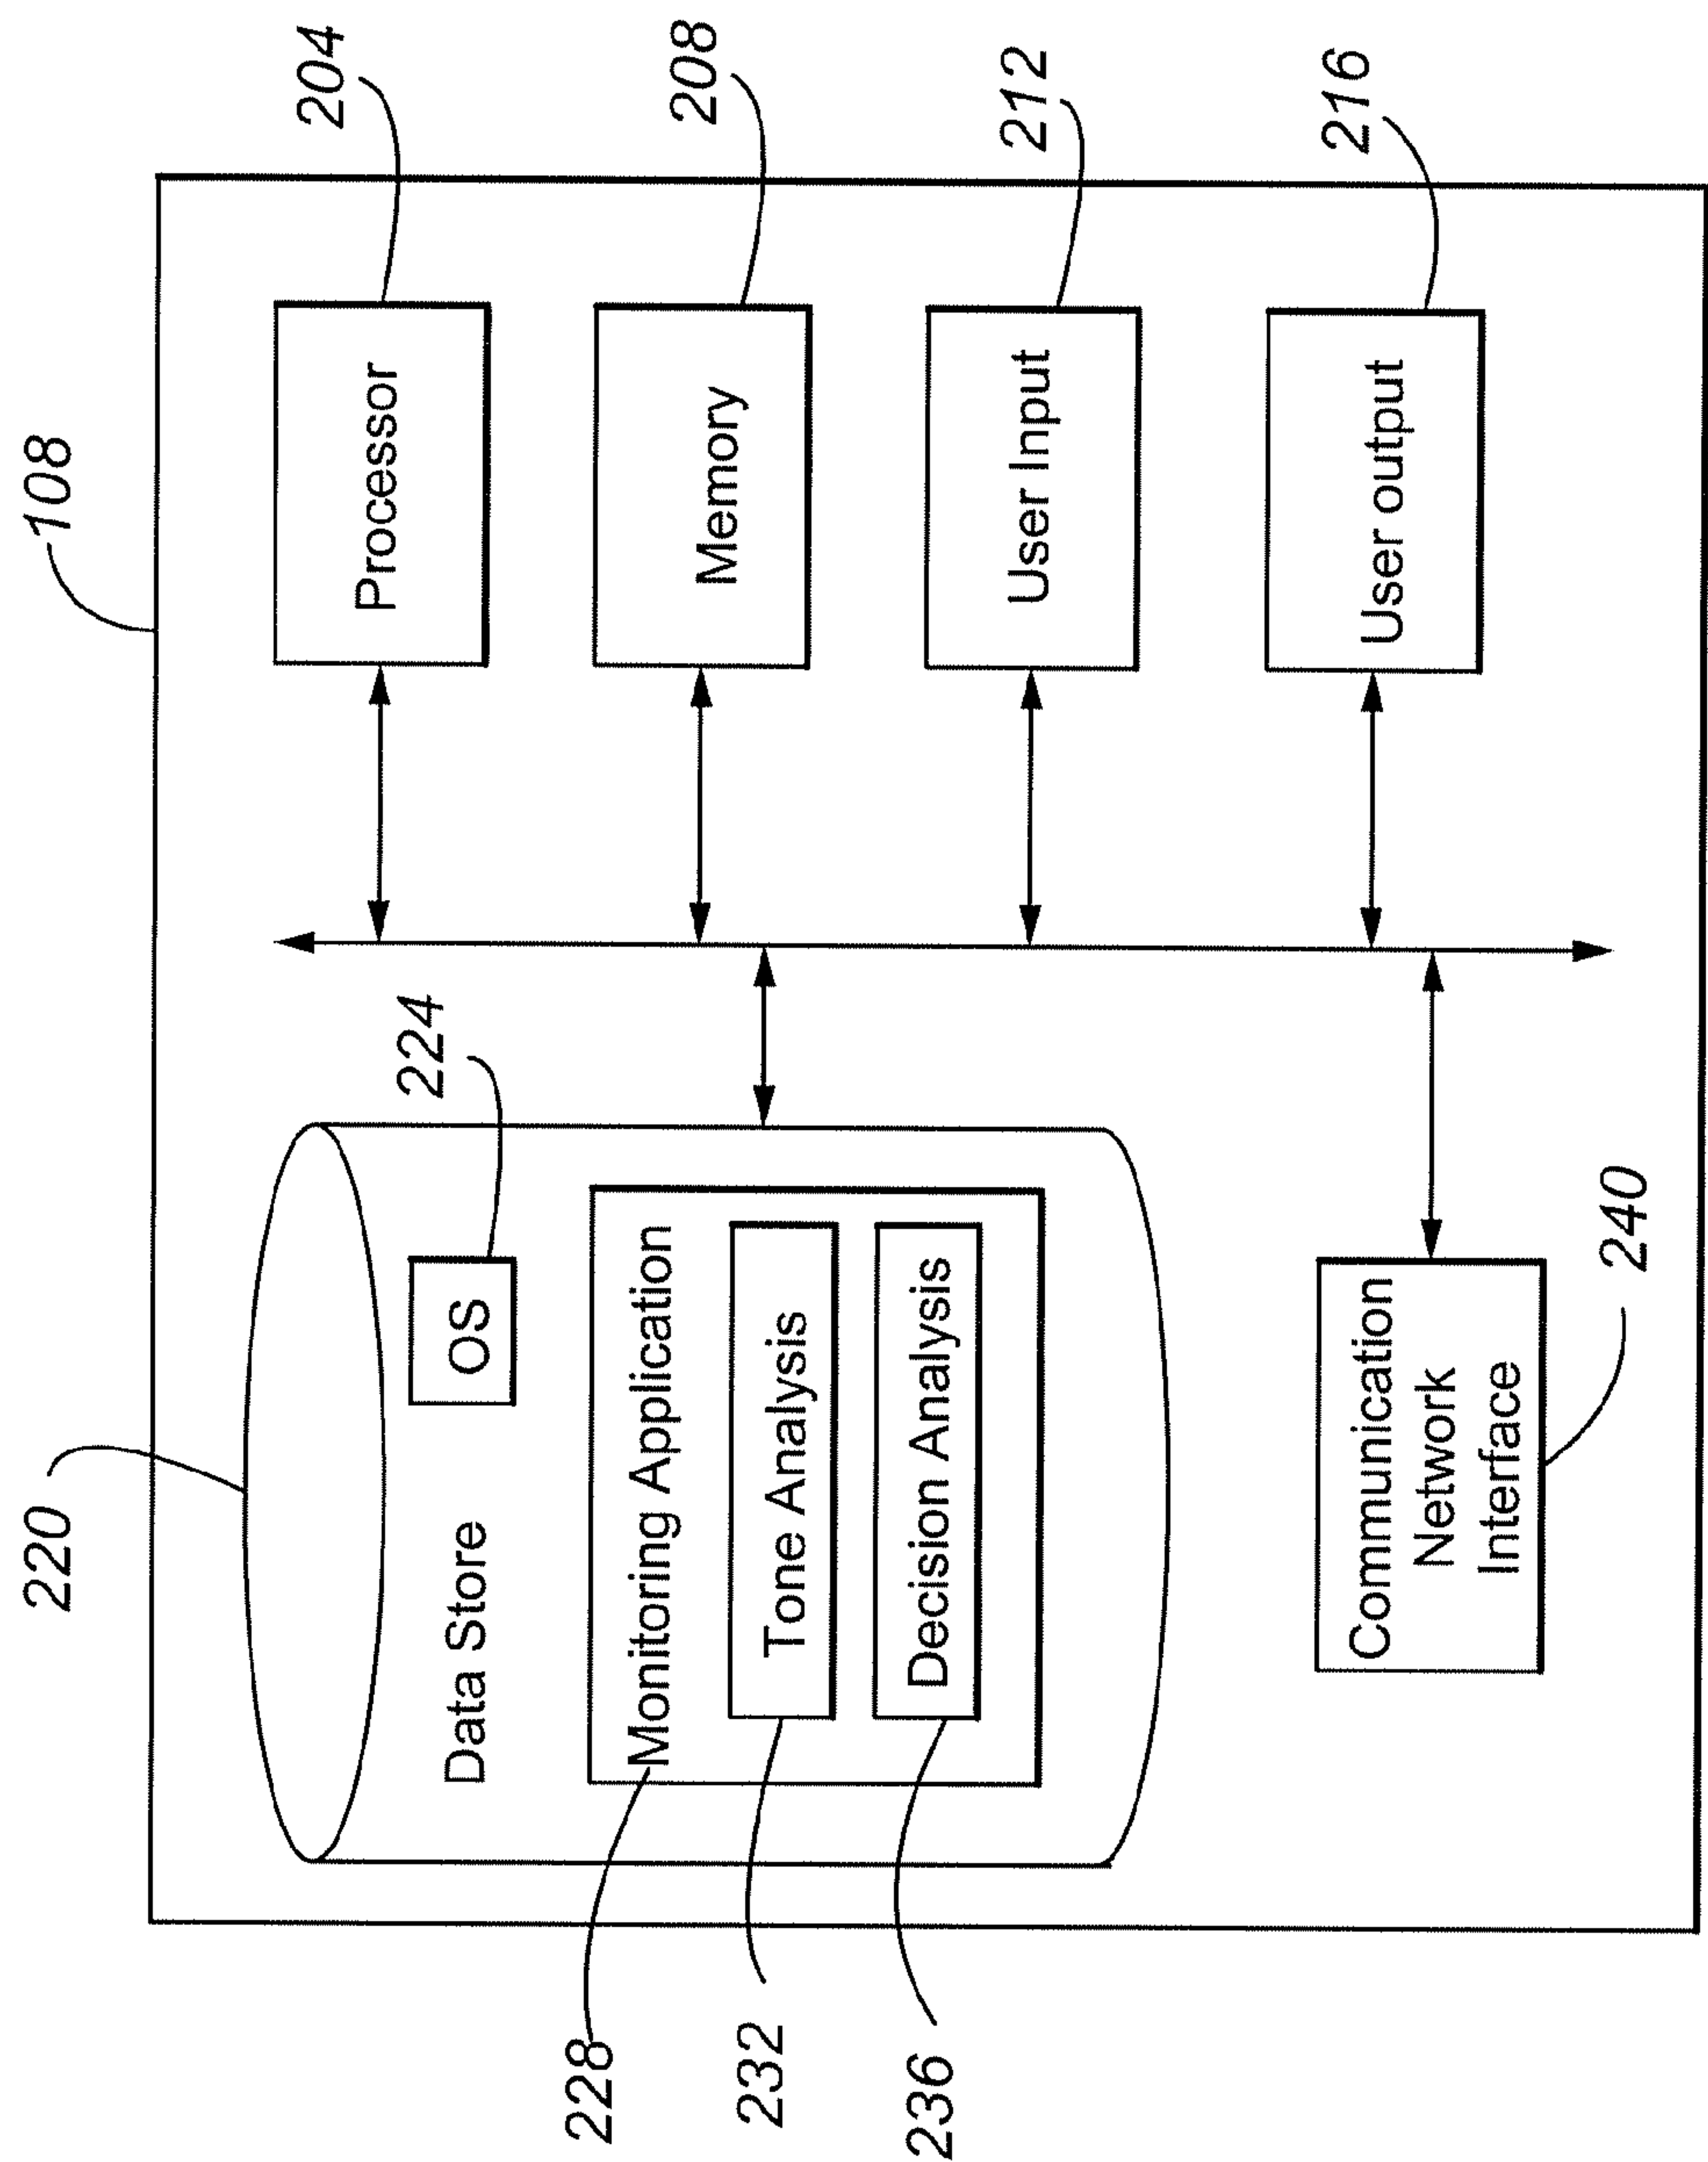 108
220
Data Store
OS
224
Monitoring Application
228
Tone Analysis
232
Decision Analysis
236
Communication
Network
Interface
240
Processor
204
Memory
208
User Input
212
User output
216